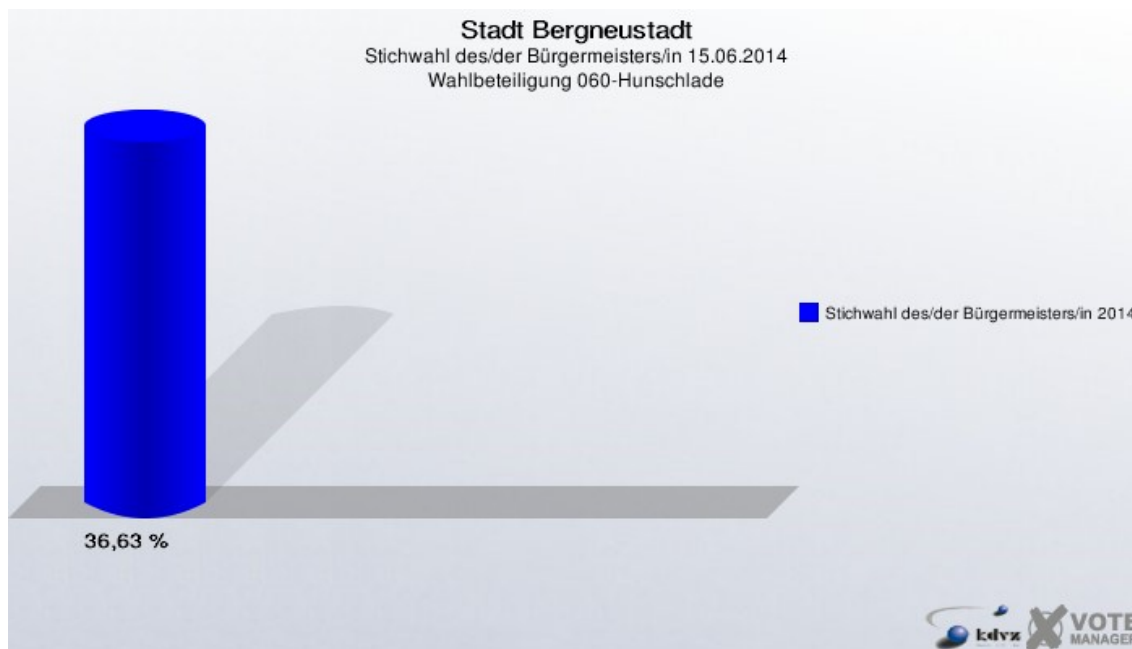 Stadt Bergneustadt
Stichwahl des/der Bürgermeisters/in 15.06.2014
Wahlbeteiligung 060-Hunschlade
Stichwahl des/der Bürgermeisters/in 2014
36,63 %
kdvz
VOTE
MANAGER